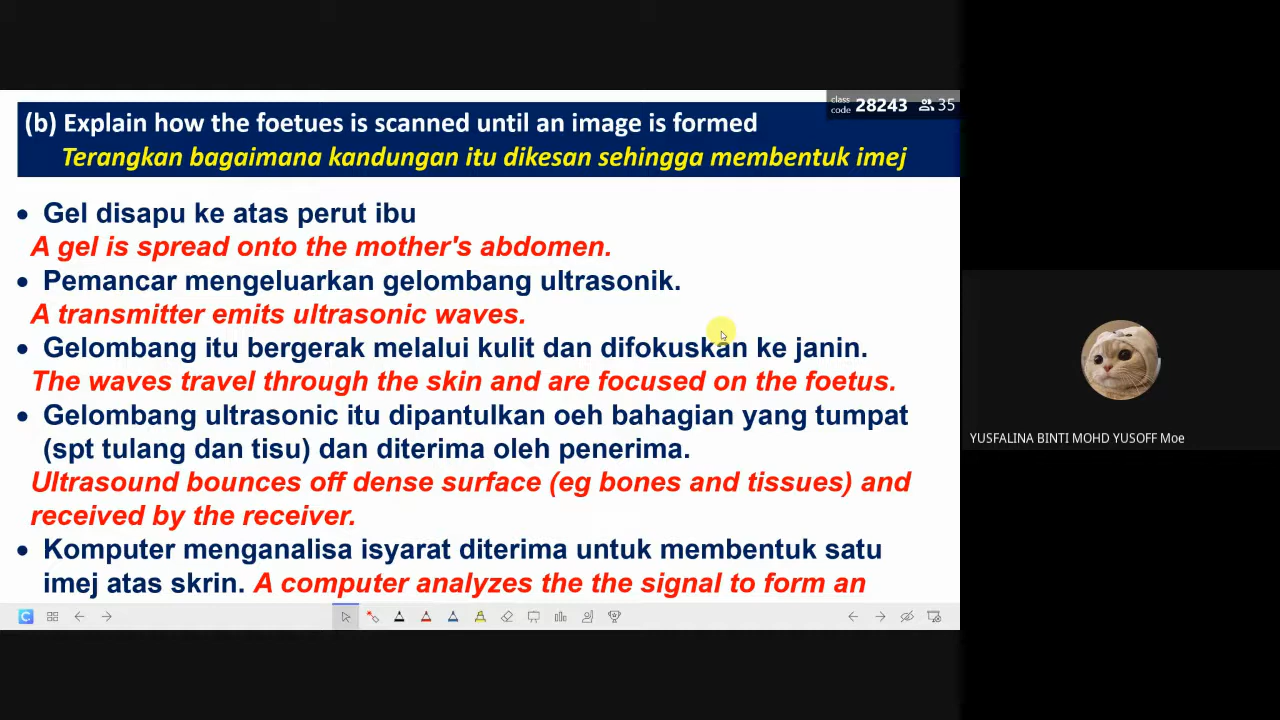 class code 28243 35
(b) Explain how the foetues is scanned until an image is formed
Terangkan bagaimana kandungan itu dikesan sehingga membentuk imej
• Gel disapu ke atas perut ibu
A gel is spread onto the mother's abdomen.
• Pemancar mengeluarkan gelombang ultrasonik.
A transmitter emits ultrasonic waves.
• Gelombang itu bergerak melalui kulit dan difokuskan ke janin.
The waves travel through the skin and are focused on the foetus.
• Gelombang ultrasonic itu dipantulkan oeh bahagian yang tumpat
(spt tulang dan tisu) dan diterima oleh penerima.
Ultrasound bounces off dense surface (eg bones and tissues) and
received by the receiver.
• Komputer menganalisa isyarat diterima untuk membentuk satu
imej atas skrin. A computer analyzes the the signal to form an
YUSFALINA BINTI MOHD YUSOFF Moe